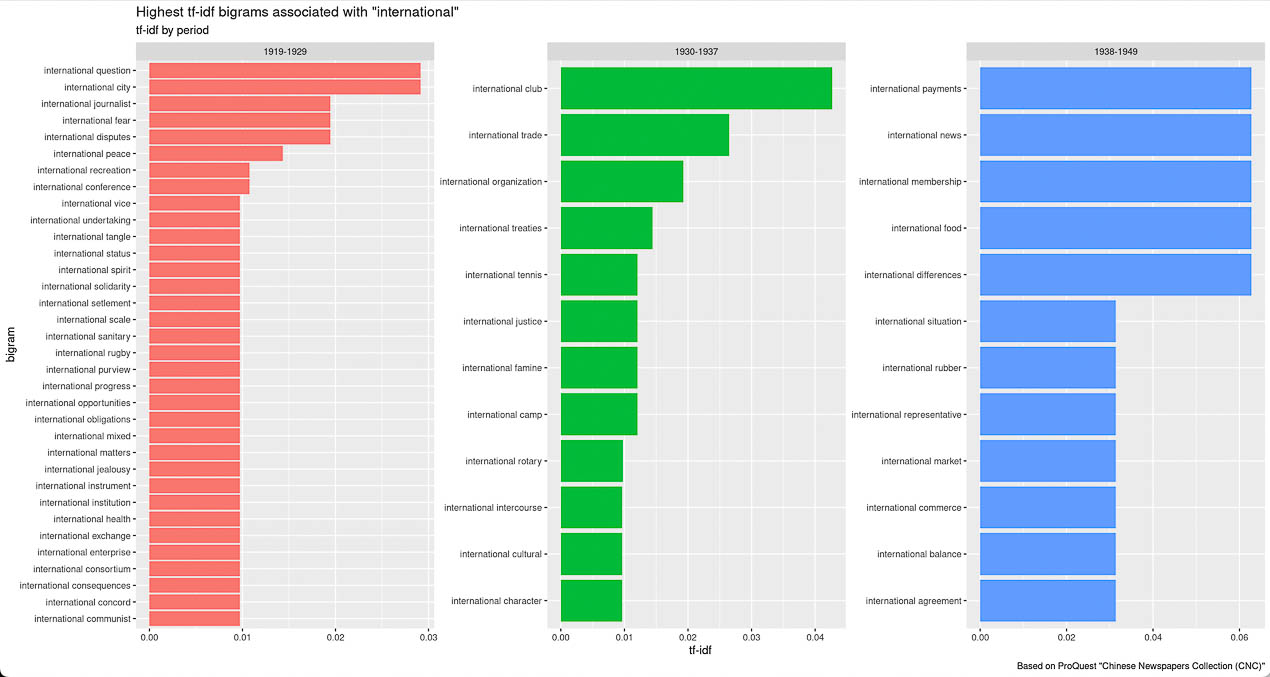 Highest tf-idf bigrams associated with "international"
tf-idf by period
1919-1929
international question
international city
international journalist
international fear
international disputes
international peace
international recreation
international conference
international vice
international undertaking
international tangle
international status
international spirit
international solidarity
international setlement
international scale
international sanitary
international rugby
international purview
international progress
international opportunities
international obligations
international mixed
international matters
international jealousy
international instrument
international institution
international health
international exchange
international enterprise
international consortium
international consequences
international concord
international communist
0.00 0.01 0.02 0.03
1930-1937
international club
international trade
international organization
international treaties
international tennis
international justice
international famine
international camp
international rotary
international intercourse
international cultural
international character
0.00 0.01 0.02 0.03 0.04
1938-1949
international payments
international news
international membership
international food
international differences
international situation
international rubber
international representative
international market
international commerce
international balance
international agreement
0.00 0.02 0.04 0.06
bigram
tf-idf
Based on ProQuest "Chinese Newspapers Collection (CNC)"